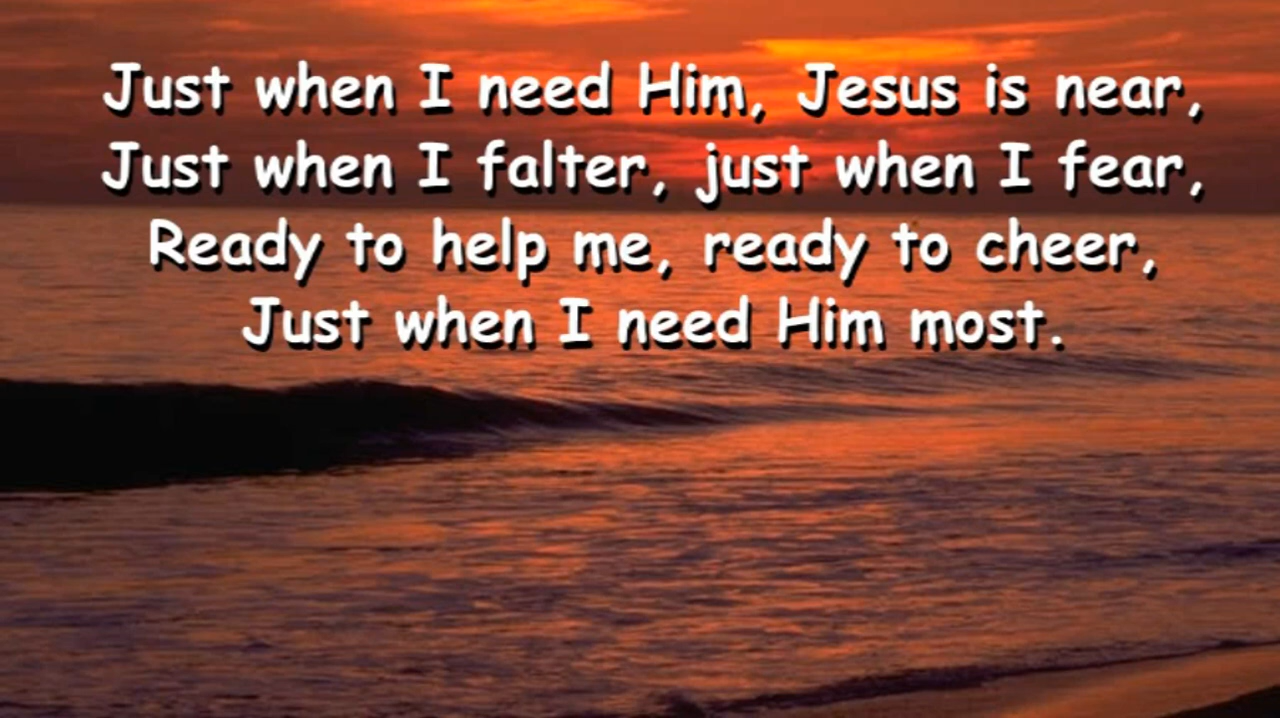 Just when I need Him, Jesus is near,
Just when I falter, just when I fear,
Ready to help me, ready to cheer,
Just when I need Him most.